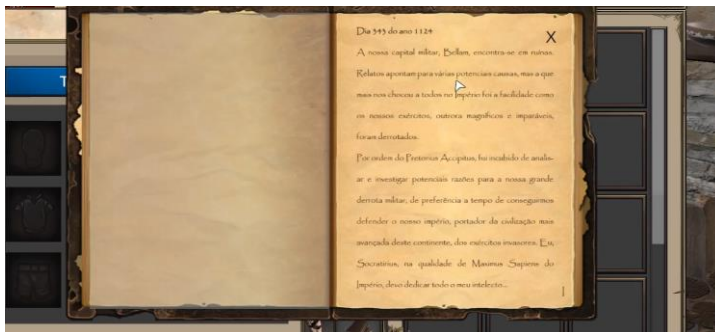 T
Dia 343 do ano 1124
X
A nossa capital militar, Bellam, encontra-se em ruínas.
Relatos apontam para várias potenciais causas, mas a que
mais nos chocou a todos no Império foi a facilidade como
os nossos exércitos, outrora magníficos e imparáveis,
foram derrotados.
Por ordem do Pretorius Accipitus, fui incubido de analis-
ar e investigar potenciais razões para a nossa grande
derrota militar, de preferência a tempo de conseguirmos
defender o nosso império, portador da civilização mais
avançada deste continente, dos exércitos invasores. Eu,
Socratirius, na qualidade de Maximus Sapiens do
Império, devo dedicar todo o meu intelecto...